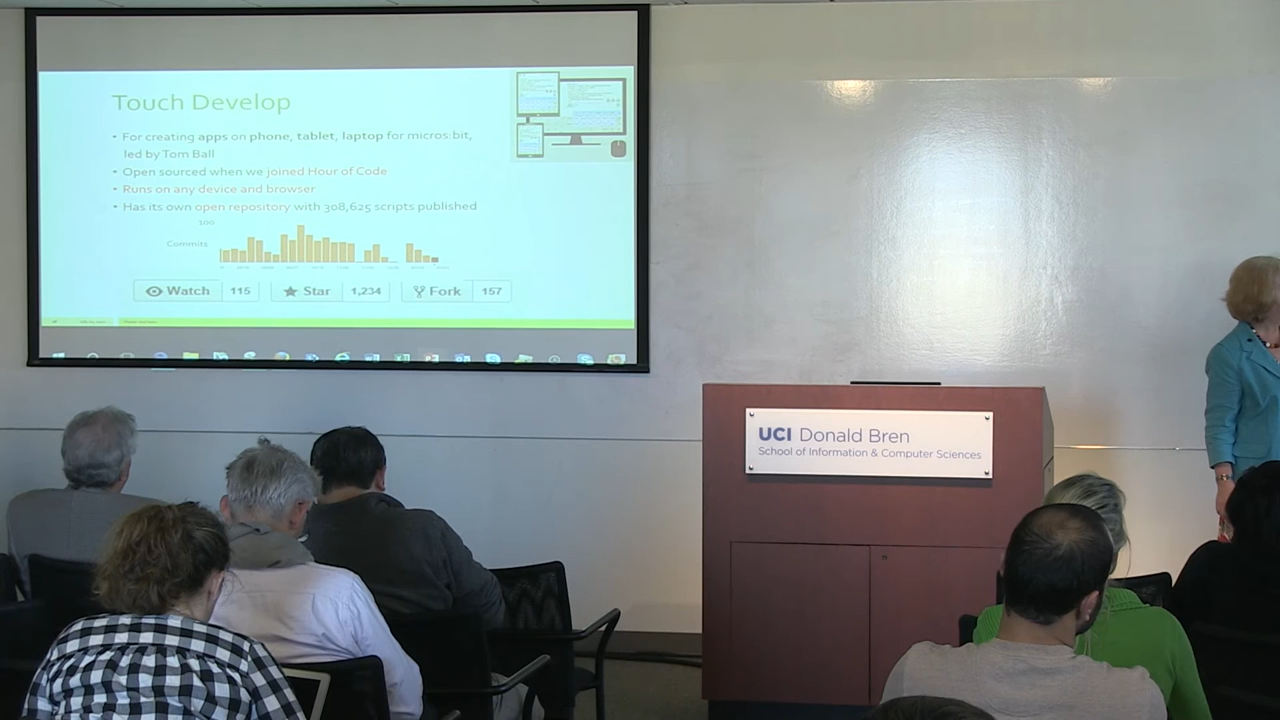 Touch Develop
• For creating apps on phone, tablet, laptop for micros:bit,
led by Tom Ball
• Open sourced when we joined Hour of Code
• Runs on any device and browser
• Has its own open repository with 308,625 scripts published
100
Commits
Watch 115 Star 1,234 Fork 157
UCI Donald Bren
School of Information & Computer Sciences